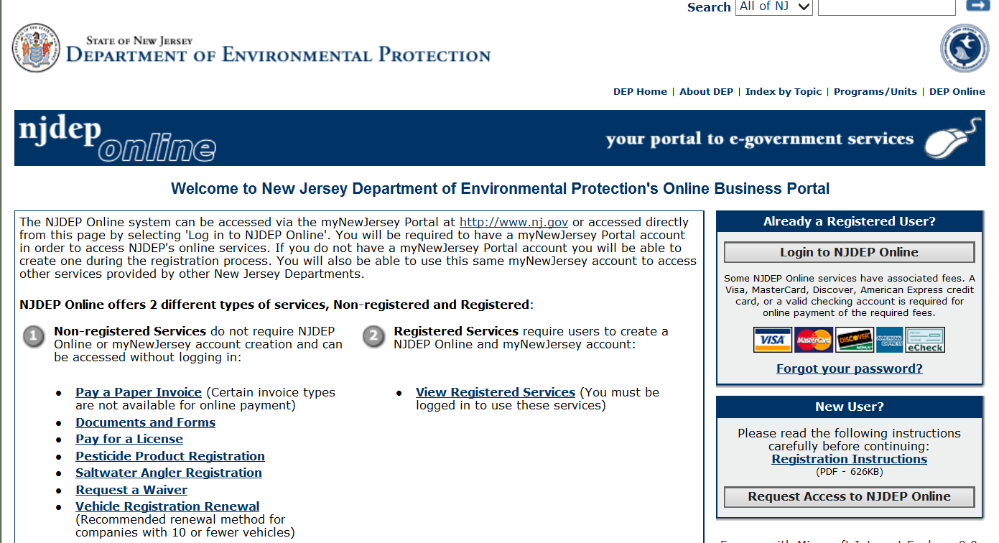 Search All of NJ
STATE OF NEW JERSEY
DEPARTMENT OF ENVIRONMENTAL PROTECTION
DEP Home | About DEP | Index by Topic | Programs/Units | DEP Online
njdep
online
your portal to e-government services
Welcome to New Jersey Department of Environmental Protection's Online Business Portal
The NJDEP Online system can be accessed via the myNewJersey Portal at http://www.nj.gov or accessed directly
from this page by selecting 'Log in to NJDEP Online'. You will be required to have a myNewJersey Portal account
in order to access NJDEP's online services. If you do not have a myNewJersey Portal account you will be able to
create one during the registration process. You will also be able to use this same myNewJersey account to access
other services provided by other New Jersey Departments.
NJDEP Online offers 2 different types of services, Non-registered and Registered:
1
Non-registered Services do not require NJDEP
Online or myNewJersey account creation and can
be accessed without logging in:
• Pay a Paper Invoice (Certain invoice types
are not available for online payment)
• Documents and Forms
• Pay for a License
• Pesticide Product Registration
• Saltwater Angler Registration
• Request a Waiver
• Vehicle Registration Renewal
(Recommended renewal method for
companies with 10 or fewer vehicles)
2
Registered Services require users to create a
NJDEP Online and myNewJersey account:
• View Registered Services (You must be
logged in to use these services)
Already a Registered User?
Login to NJDEP Online
Some NJDEP Online services have associated fees. A
Visa, MasterCard, Discover, American Express credit
card, or a valid checking account is required for
online payment of the required fees.
VISA MasterCard DISCOVER AMERICAN EXPRESS eCheck
Forgot your password?
New User?
Please read the following instructions
carefully before continuing:
Registration Instructions
(PDF - 626KB)
Request Access to NJDEP Online